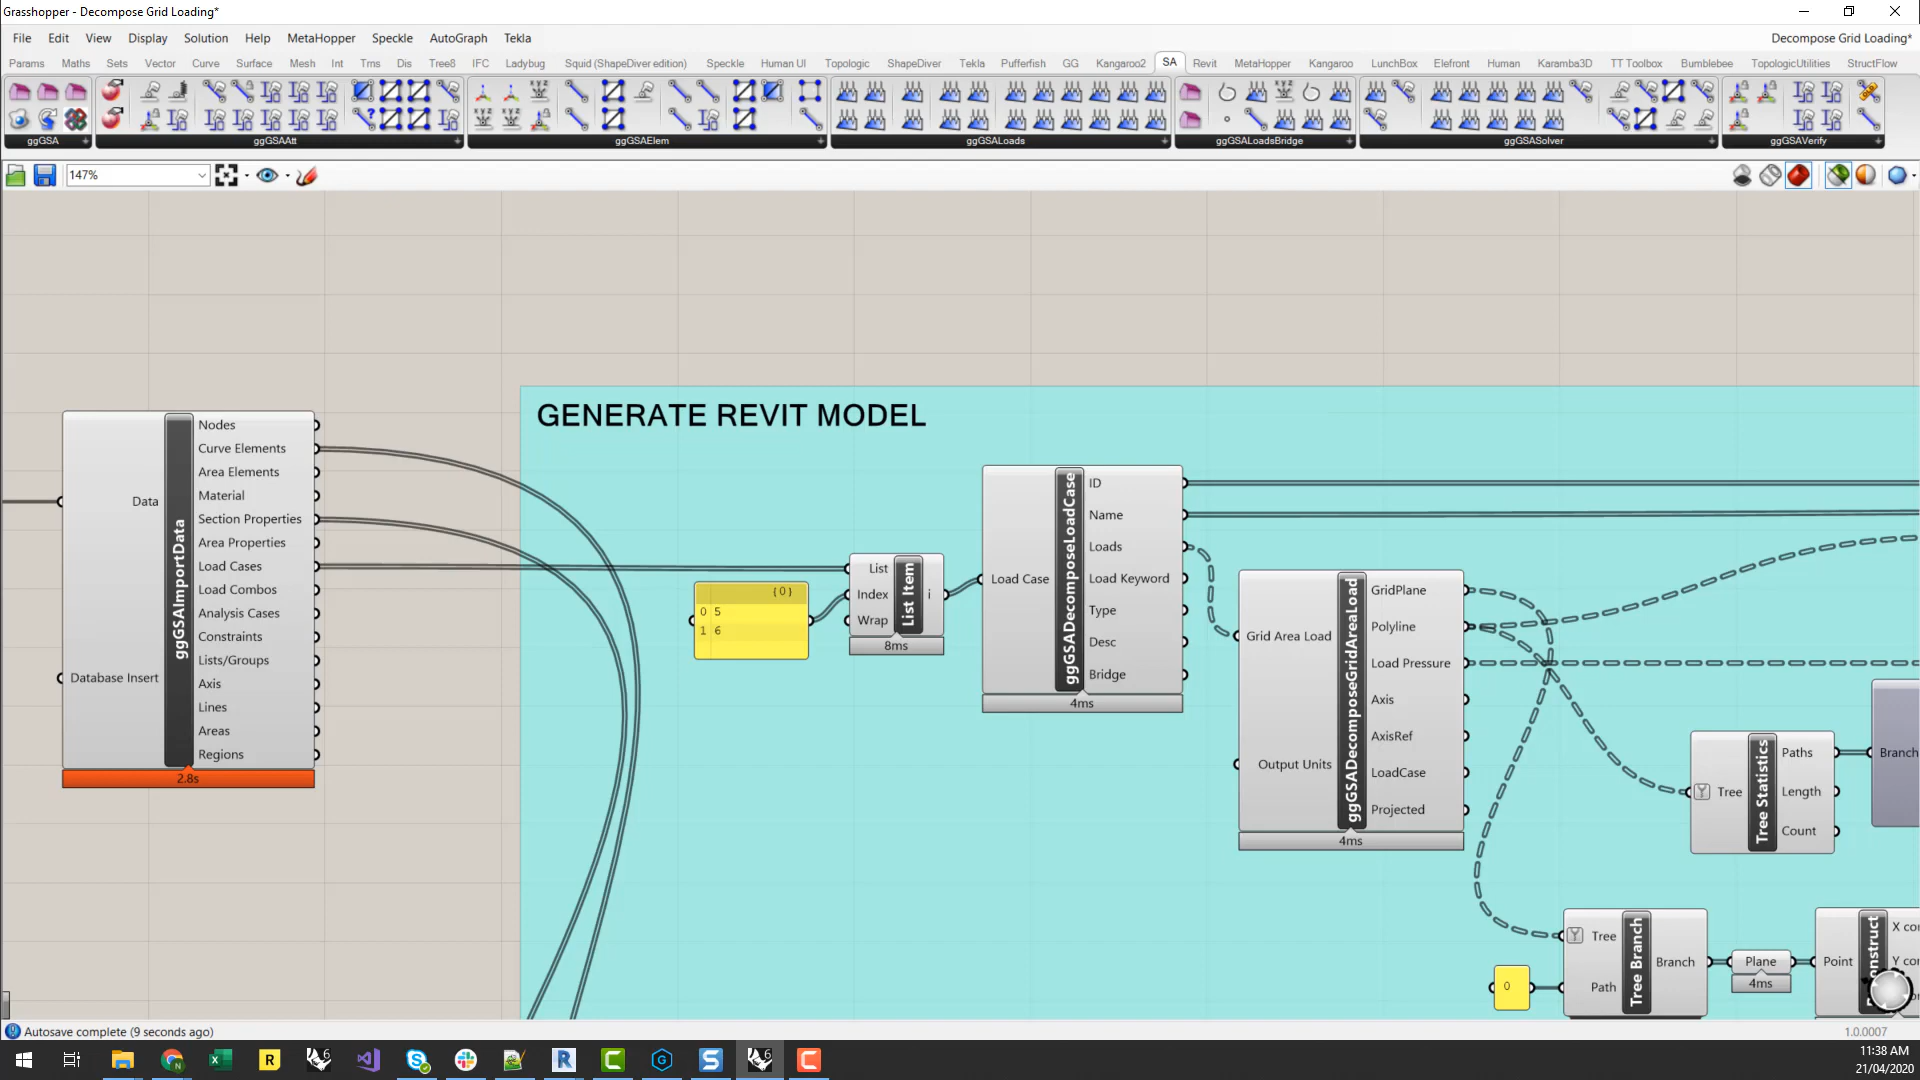 Grasshopper - Decompose Grid Loading*
File Edit View Display Solution Help MetaHopper Speckle AutoGraph Tekla
Decompose Grid Loading*
Params Maths Sets Vector Curve Surface Mesh Int Trns Dis Tree8 IFC Ladybug Squid (ShapeDiver edition) Speckle Human UI Topologic ShapeDiver Tekla Pufferfish GG Kangaroo2 SA Revit MetaHopper Kangaroo LunchBox Elefront Human Karamba3D TT Toolbox Bumblebee TopologicUtilities StructFlow
ggGSA ggGSAAtt ggGSAElem ggGSALoads ggGSALoadsBridge ggGSASolver ggGSAVerify
147%
GENERATE REVIT MODEL
Data
Database Insert
ggGSAImportData
Nodes
Curve Elements
Area Elements
Material
Section Properties
Area Properties
Load Cases
Load Combos
Analysis Cases
Constraints
Lists/Groups
Axis
Lines
Areas
Regions
2.8s
{0}
0 5
1 6
List
Index
Wrap
List Item
i
8ms
Load Case
ggGSADecomposeLoadCase
ID
Name
Loads
Load Keyword
Type
Desc
Bridge
4ms
Grid Area Load
Output Units
ggGSADecomposeGridAreaLoad
GridPlane
Polyline
Load Pressure
Axis
AxisRef
LoadCase
Projected
4ms
Tree
Tree Statistics
Paths
Length
Count
Branch
0
Tree
Path
Tree Branch
Branch
Plane
4ms
Point
onstruct
X co
Y co
Autosave complete (9 seconds ago)
1.0.0007
11:38 AM
21/04/2020